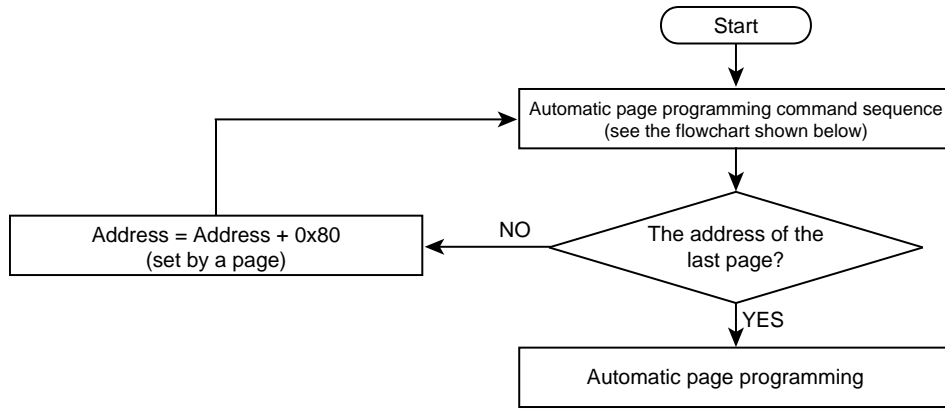 Start
Automatic page programming command sequence
(see the flowchart shown below)
Address = Address + 0x80
(set by a page)
NO
The address of the
last page?
YES
Automatic page programming